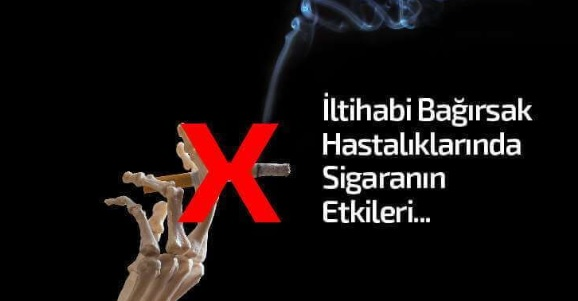 İltihabi Bağırsak
Hastalıklarında
Sigaranın
Etkileri...